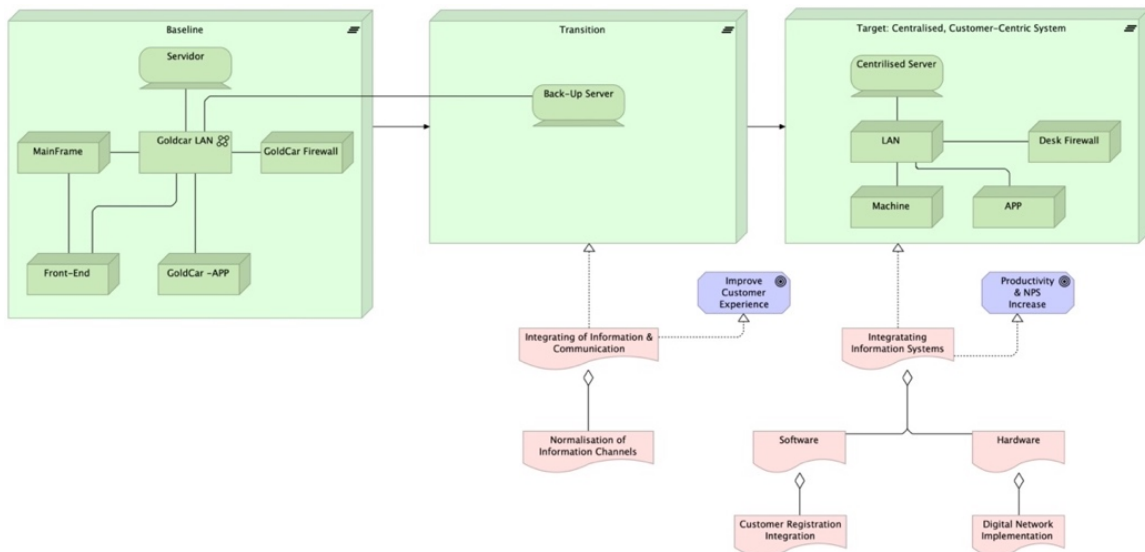 Baseline
Servidor
Goldcar LAN
MainFrame
GoldCar Firewall
Front-End
GoldCar -APP
Transition
Back-Up Server
Target: Centralised, Customer-Centric System
Centrilised Server
LAN
Desk Firewall
Machine
APP
Improve
Customer
Experience
Productivity
& NPS
Increase
Integrating of Information &
Communication
Integratating
Information Systems
Normalisation of
Information Channels
Software
Hardware
Customer Registration
Integration
Digital Network
Implementation